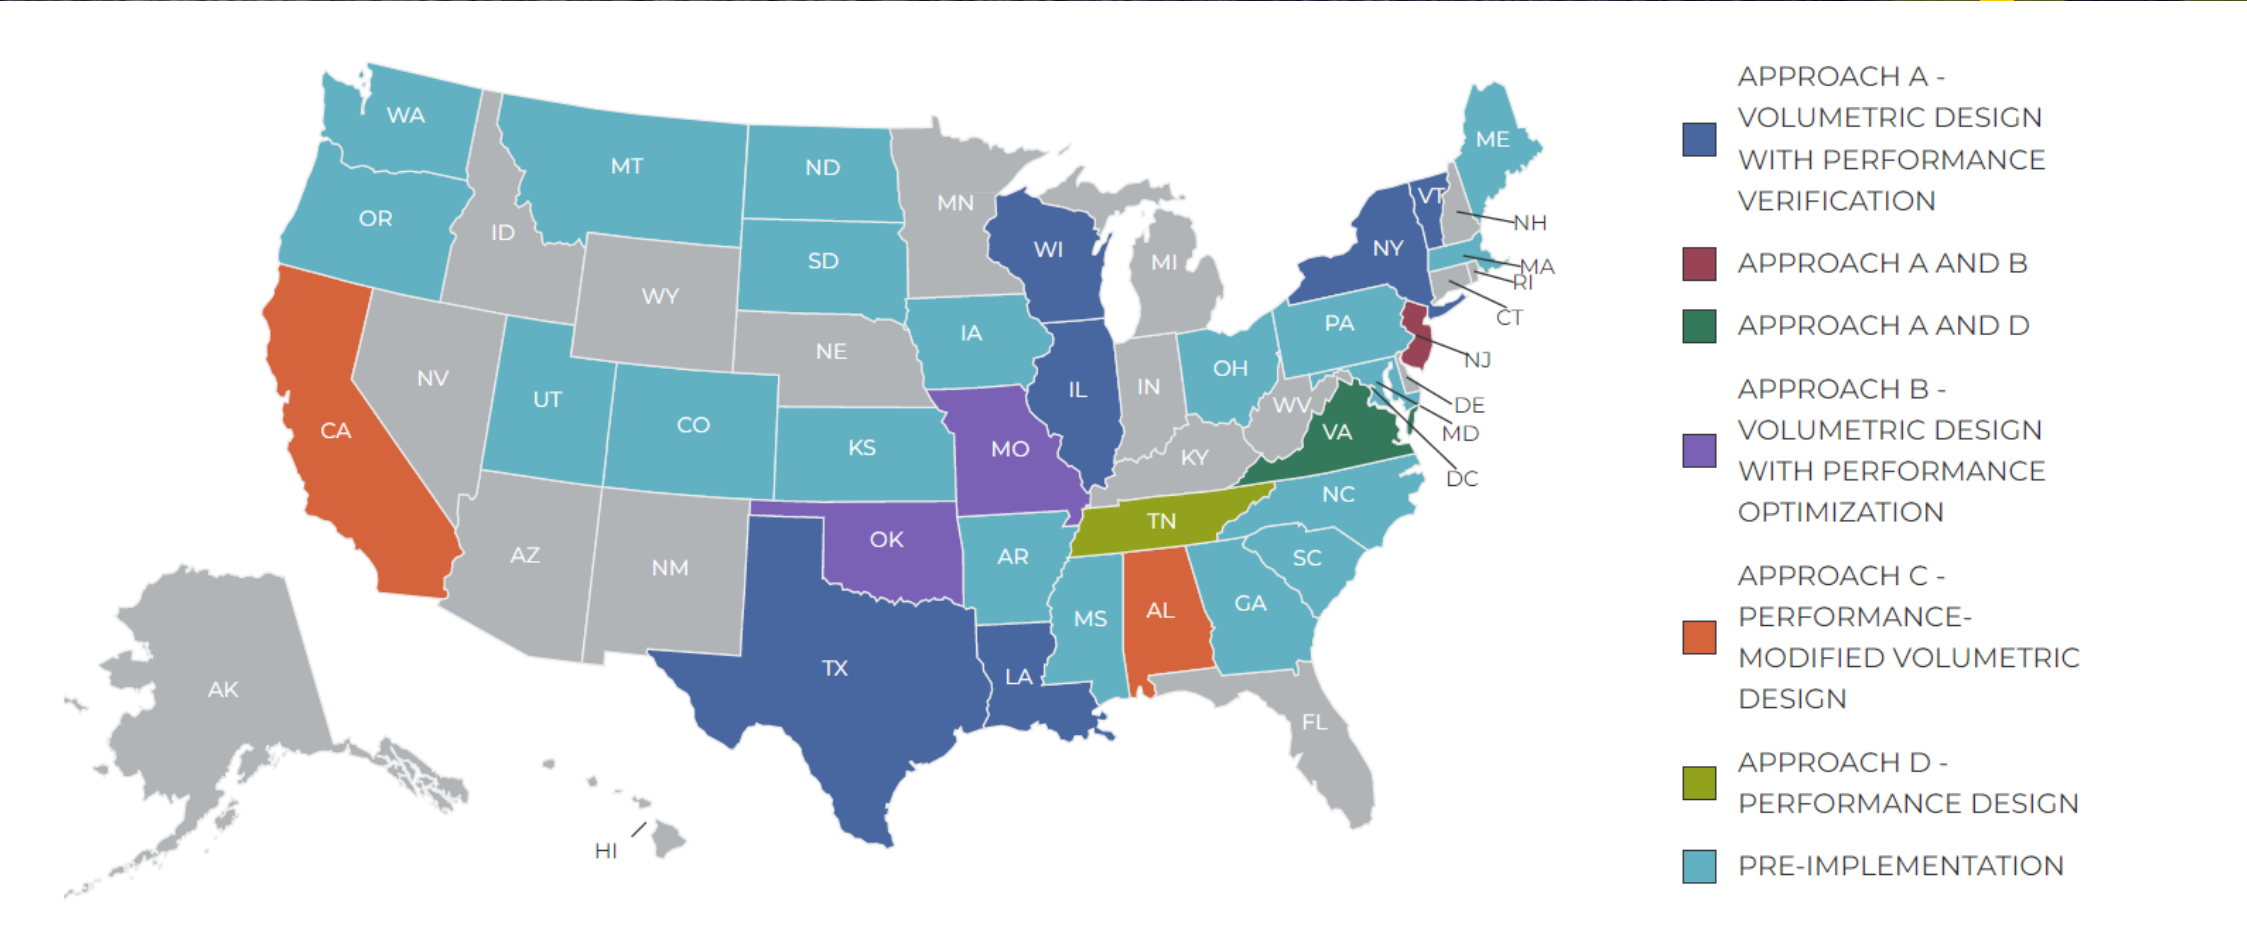 WA
MT
ND
MN
ME
OR
ID
SD
WI
MI
VT
NY
NH
MA
RI
CT
WY
IA
NE
PA
NJ
NV
UT
CO
KS
IL
IN
OH
WV
DE
MD
DC
CA
MO
KY
VA
AZ
NM
OK
AR
TN
NC
SC
MS
AL
GA
TX
LA
FL
AK
HI
APPROACH A -
VOLUMETRIC DESIGN
WITH PERFORMANCE
VERIFICATION
APPROACH A AND B
APPROACH A AND D
APPROACH B -
VOLUMETRIC DESIGN
WITH PERFORMANCE
OPTIMIZATION
APPROACH C -
PERFORMANCE-
MODIFIED VOLUMETRIC
DESIGN
APPROACH D -
PERFORMANCE DESIGN
PRE-IMPLEMENTATION